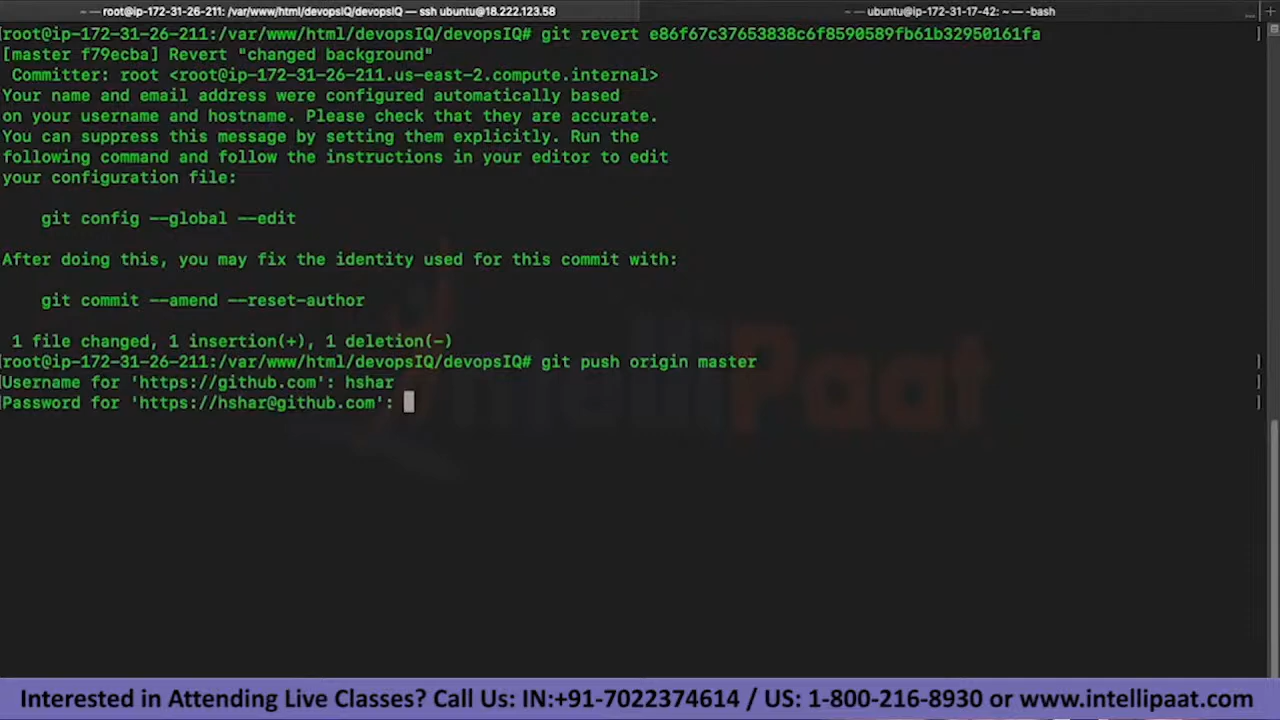 ~ — root@ip-172-31-26-211: /var/www/html/devopsIQ/devopsIQ — ssh ubuntu@18.222.123.58
~ — ubuntu@ip-172-31-17-42: ~ — -bash
[root@ip-172-31-26-211:/var/www/html/devopsIQ/devopsIQ# git revert e86f67c37653838c6f8590589fb61b32950161fa ]
[master f79ecba] Revert "changed background"
Committer: root <root@ip-172-31-26-211.us-east-2.compute.internal>
Your name and email address were configured automatically based
on your username and hostname. Please check that they are accurate.
You can suppress this message by setting them explicitly. Run the
following command and follow the instructions in your editor to edit
your configuration file:
git config --global --edit
After doing this, you may fix the identity used for this commit with:
git commit --amend --reset-author
1 file changed, 1 insertion(+), 1 deletion(-)
[root@ip-172-31-26-211:/var/www/html/devopsIQ/devopsIQ# git push origin master ]
[Username for 'https://github.com': hshar ]
[Password for 'https://hshar@github.com': ]
IntelliPaat
Interested in Attending Live Classes? Call Us: IN:+91-7022374614 / US: 1-800-216-8930 or www.intellipaat.com